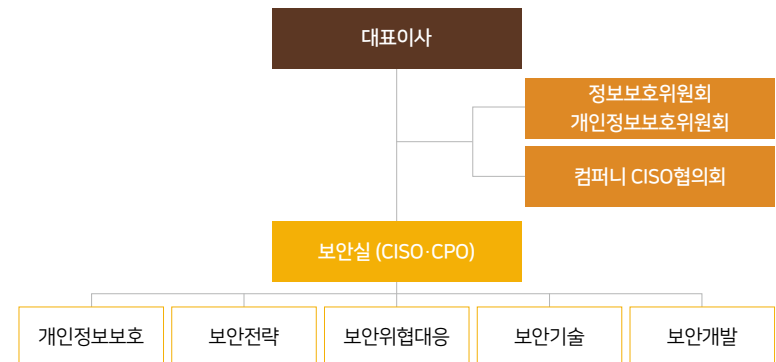 대표이사
정보보호위원회
개인정보보호위원회
컴퍼니 CISO협의회
보안실 (CISO·CPO)
개인정보보호
보안전략
보안위협대응
보안기술
보안개발